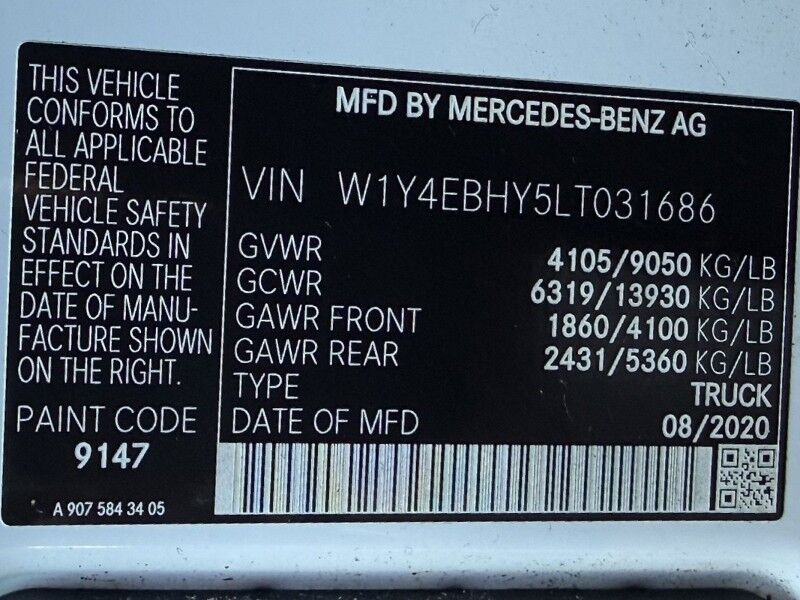 THIS VEHICLE
CONFORMS TO
ALL APPLICABLE
FEDERAL
VEHICLE SAFETY
STANDARDS IN
EFFECT ON THE
DATE OF MANU-
FACTURE SHOWN
ON THE RIGHT.
PAINT CODE
9147
A 907 584 34 05
MFD BY MERCEDES-BENZ AG
VIN W1Y4EBHY5LT031686
GVWR 4105/9050 KG/LB
GCWR 6319/13930 KG/LB
GAWR FRONT 1860/4100 KG/LB
GAWR REAR 2431/5360 KG/LB
TYPE TRUCK
DATE OF MFD 08/2020